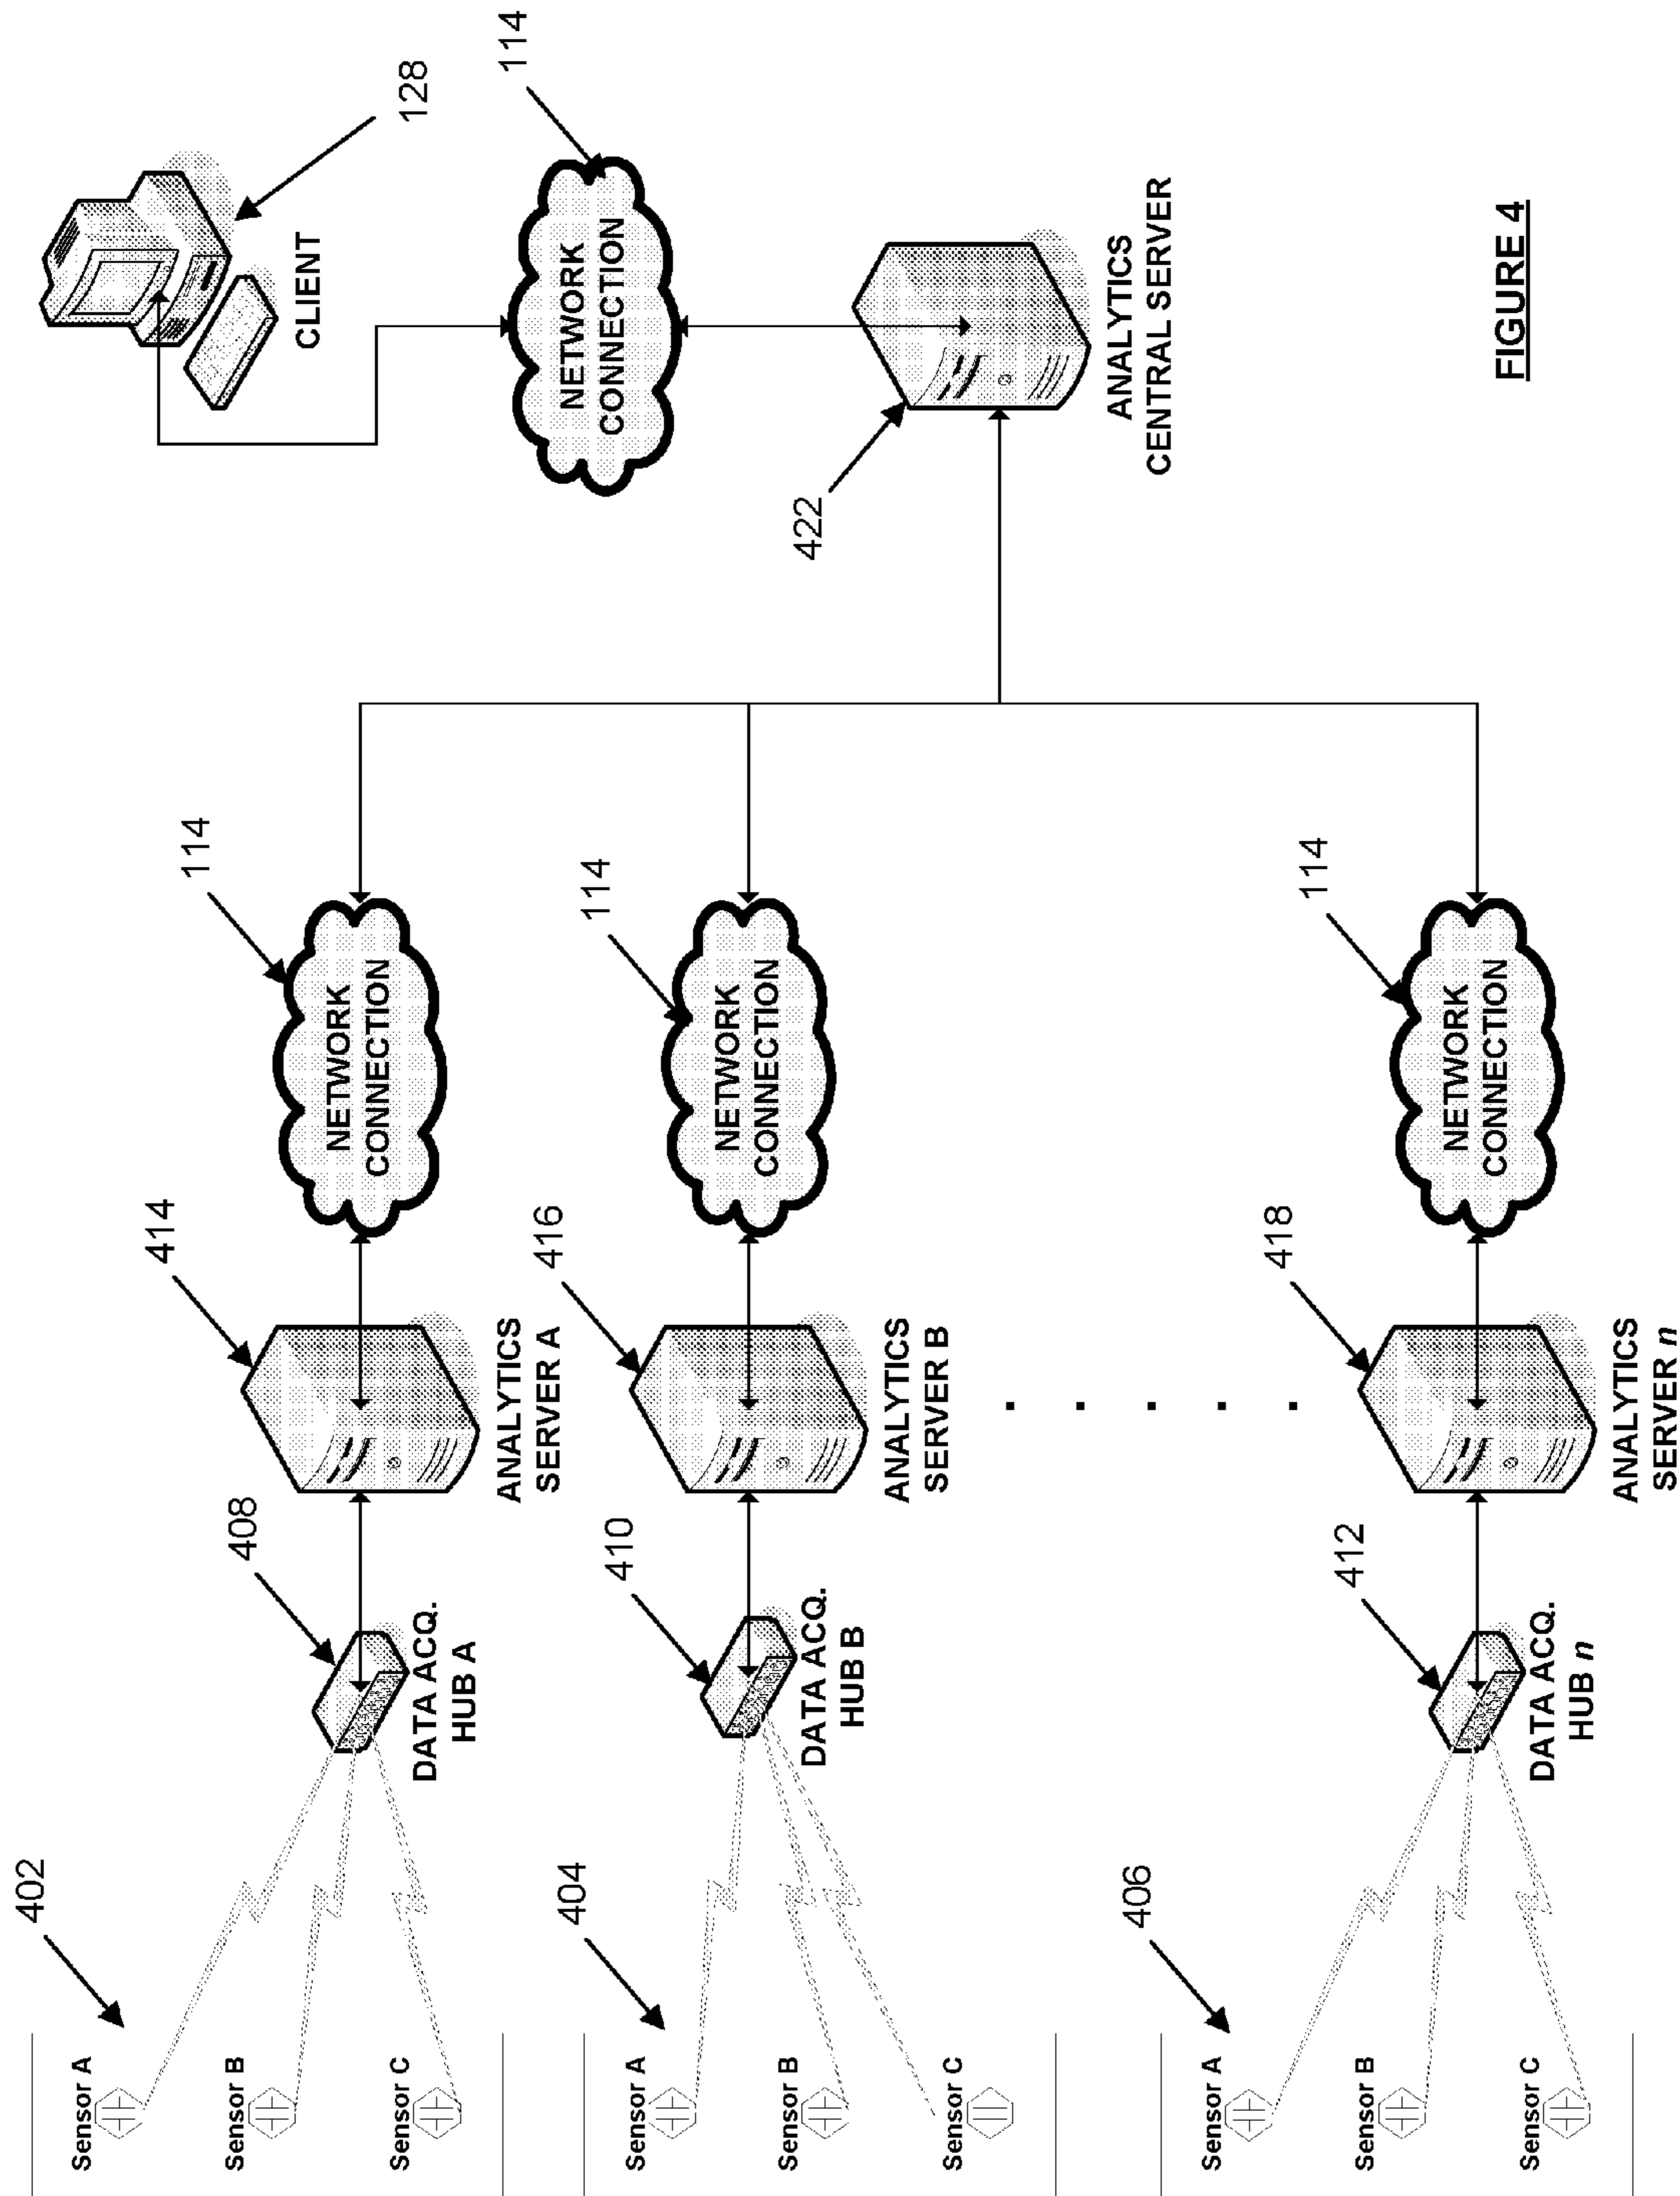 402
Sensor A
Sensor B
Sensor C
408
DATA ACQ.
HUB A
414
ANALYTICS
SERVER A
114
NETWORK
CONNECTION
404
Sensor A
Sensor B
Sensor C
410
DATA ACQ.
HUB B
416
ANALYTICS
SERVER B
114
NETWORK
CONNECTION
. . . . .
406
Sensor A
Sensor B
Sensor C
412
DATA ACQ.
HUB n
418
ANALYTICS
SERVER n
114
NETWORK
CONNECTION
128
CLIENT
114
NETWORK
CONNECTION
422
ANALYTICS
CENTRAL SERVER
FIGURE 4